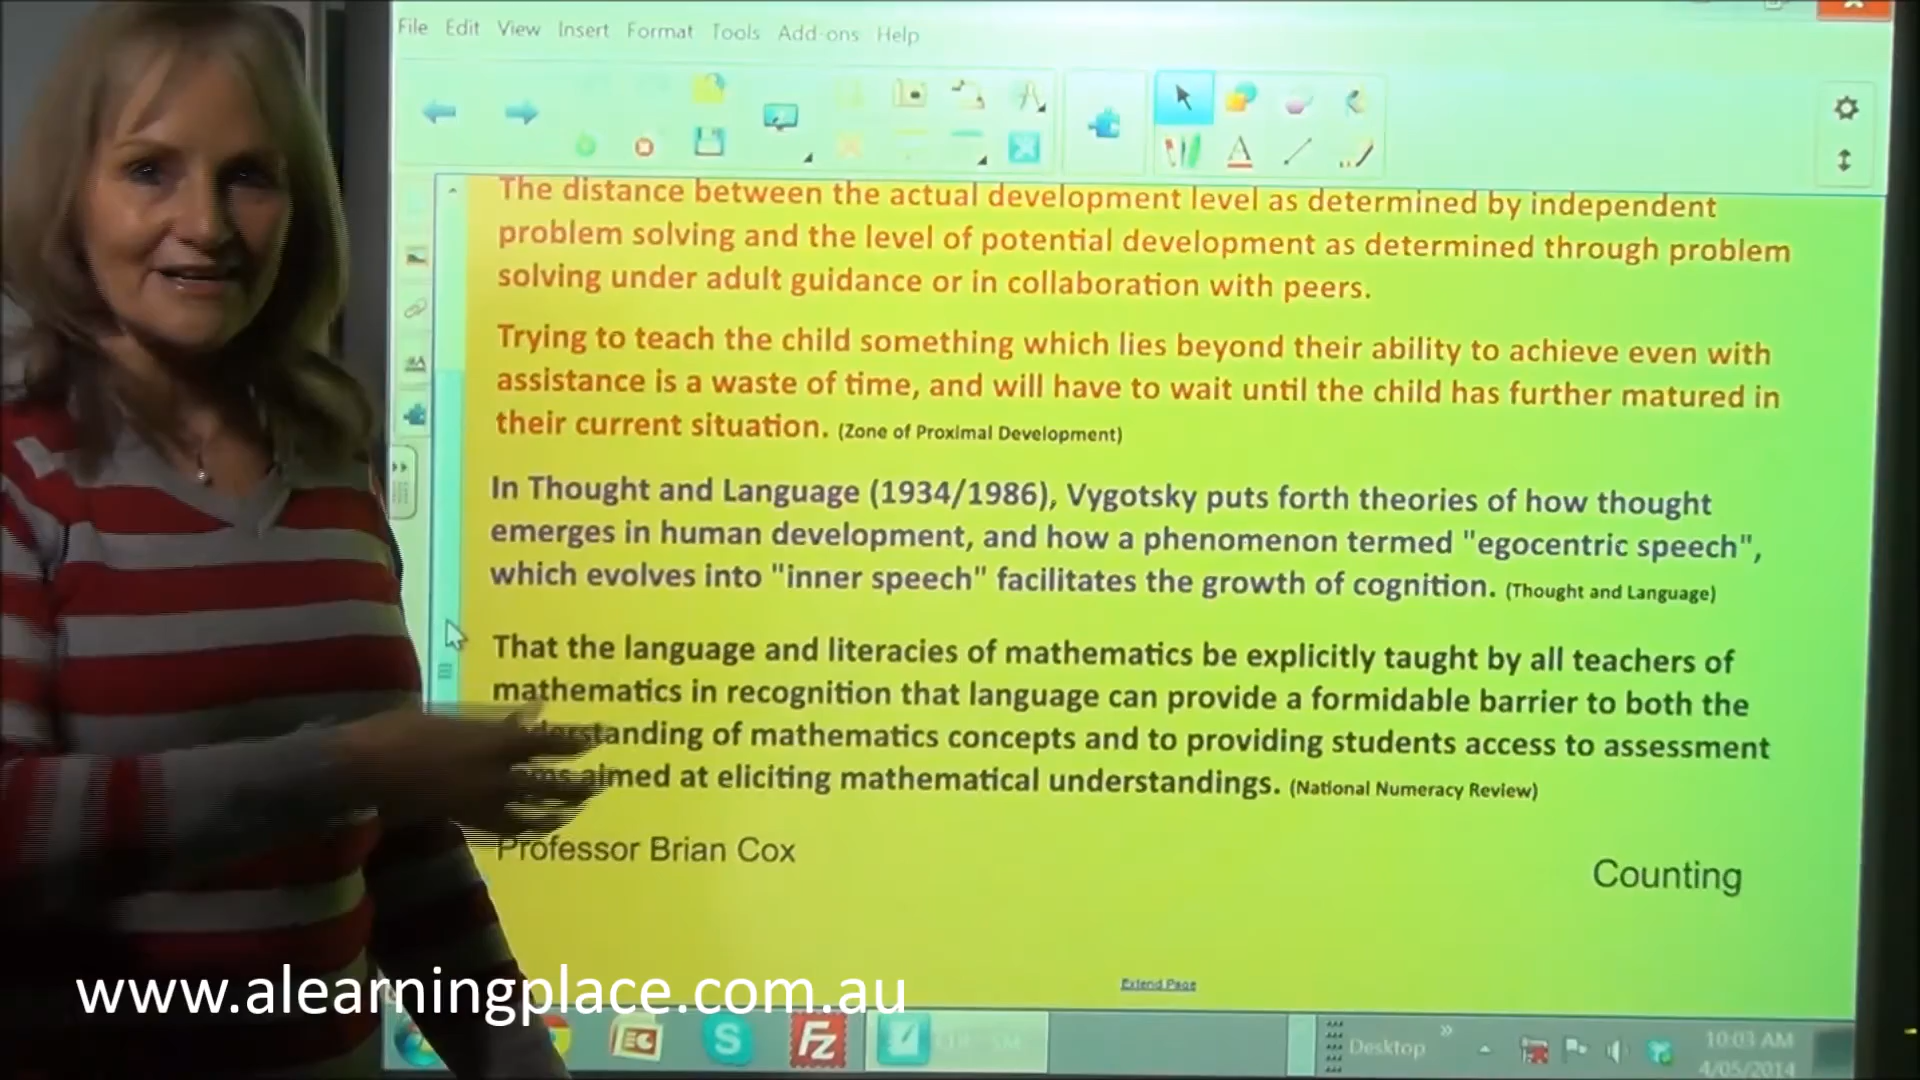 File Edit View Insert Format Tools Add-ons Help
The distance between the actual development level as determined by independent
problem solving and the level of potential development as determined through problem
solving under adult guidance or in collaboration with peers.
Trying to teach the child something which lies beyond their ability to achieve even with
assistance is a waste of time, and will have to wait until the child has further matured in
their current situation. (Zone of Proximal Development)
In Thought and Language (1934/1986), Vygotsky puts forth theories of how thought
emerges in human development, and how a phenomenon termed "egocentric speech",
which evolves into "inner speech" facilitates the growth of cognition. (Thought and Language)
That the language and literacies of mathematics be explicitly taught by all teachers of
mathematics in recognition that language can provide a formidable barrier to both the
of mathematics concepts and to providing students access to assessment
aimed at eliciting mathematical understandings. (National Numeracy Review)
Professor Brian Cox
Counting
Extend Page
www.alearningplace.com.au
Desktop
10:03 AM
4/05/2014